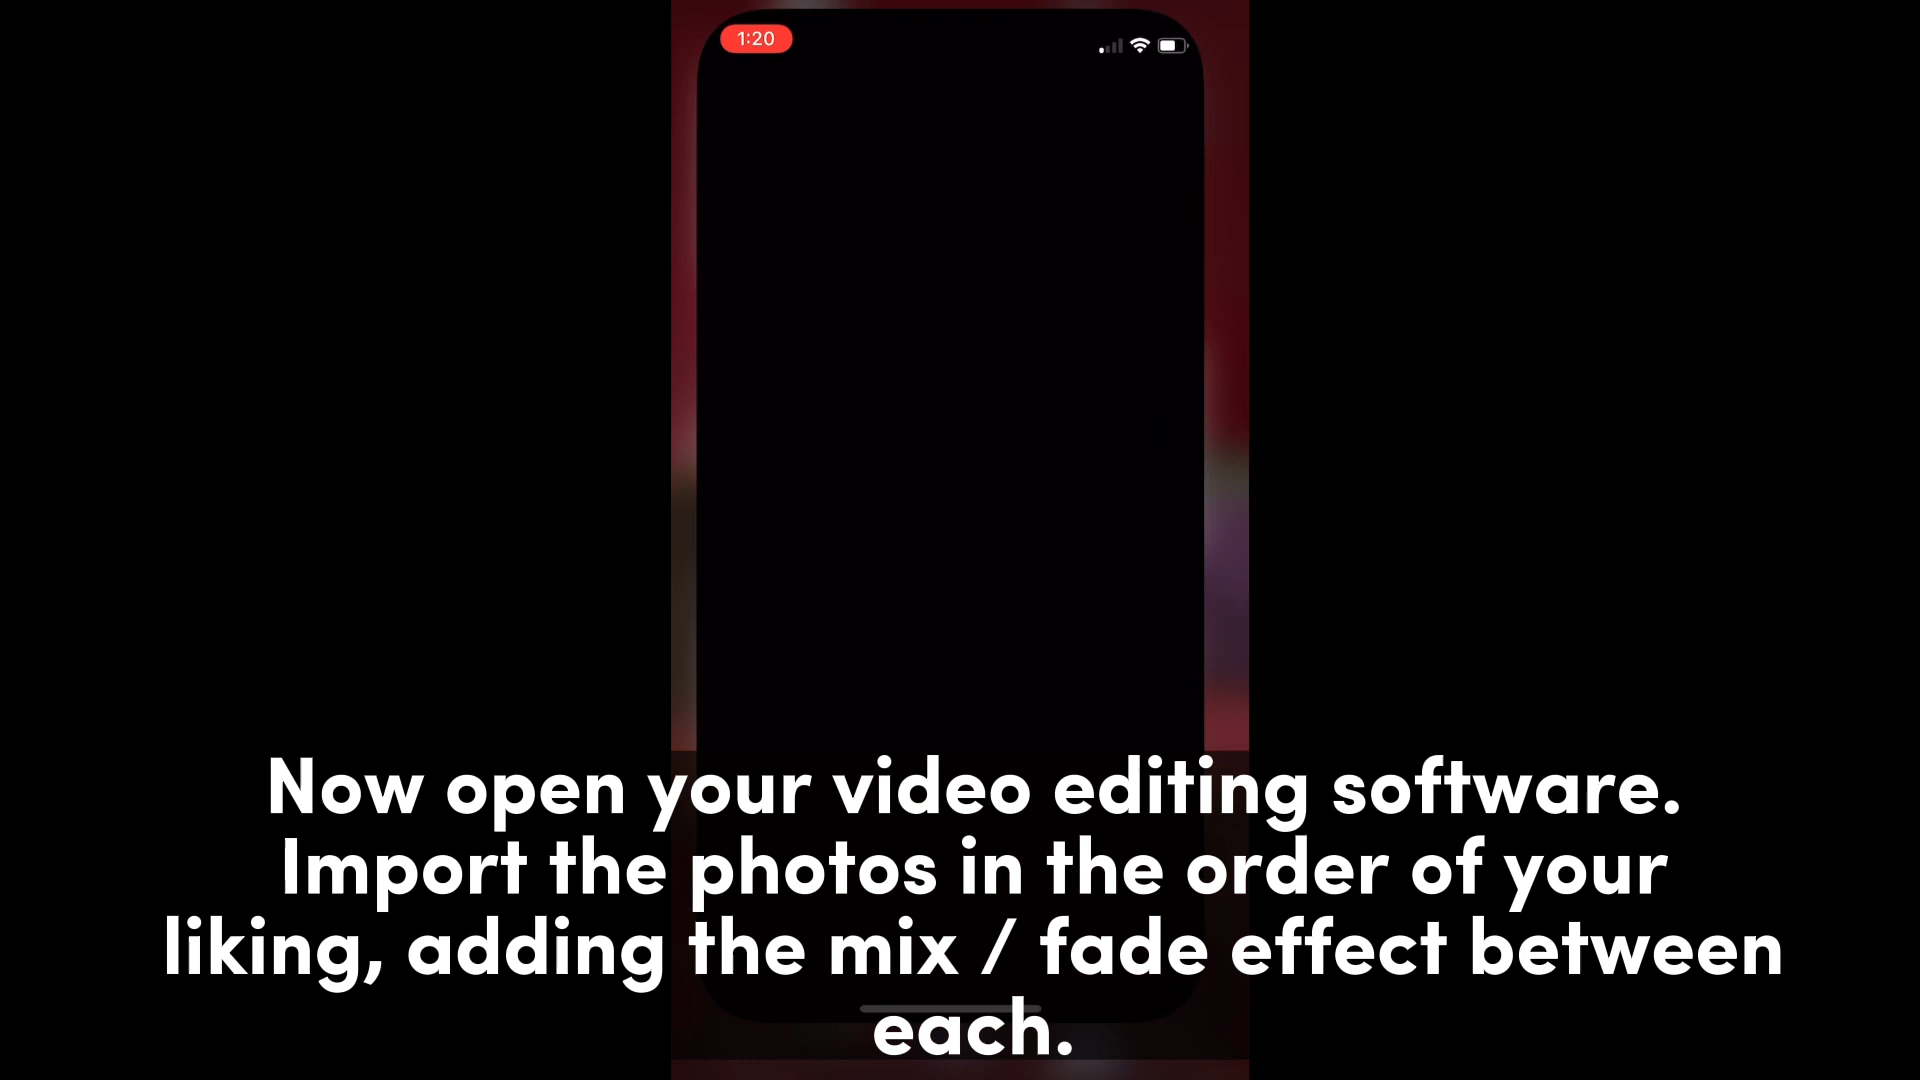 1:20
Now open your video editing software.
Import the photos in the order of your
liking, adding the mix / fade effect between
each.